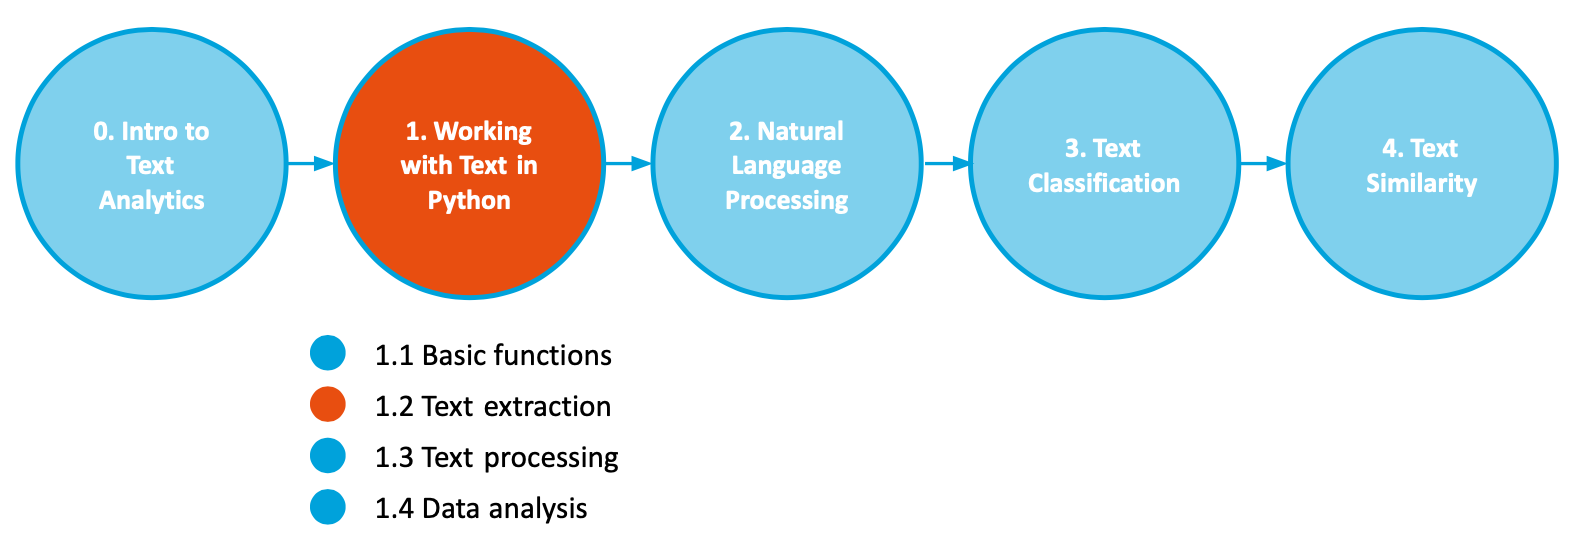 0. Intro to
Text
Analytics
1. Working
with Text in
Python
2. Natural
Language
Processing
3. Text
Classification
4. Text
Similarity
1.1 Basic functions
1.2 Text extraction
1.3 Text processing
1.4 Data analysis